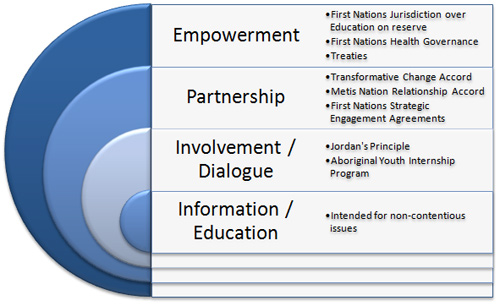 Empowerment
•First Nations Jurisdiction over
Education on reserve
•First Nations Health Governance
•Treaties
Partnership
•Transformative Change Accord
•Metis Nation Relationship Accord
•First Nations Strategic
Engagement Agreements
Involvement /
Dialogue
•Jordan's Principle
•Aboriginal Youth Internship
Program
Information /
Education
•Intended for non-contentious
issues